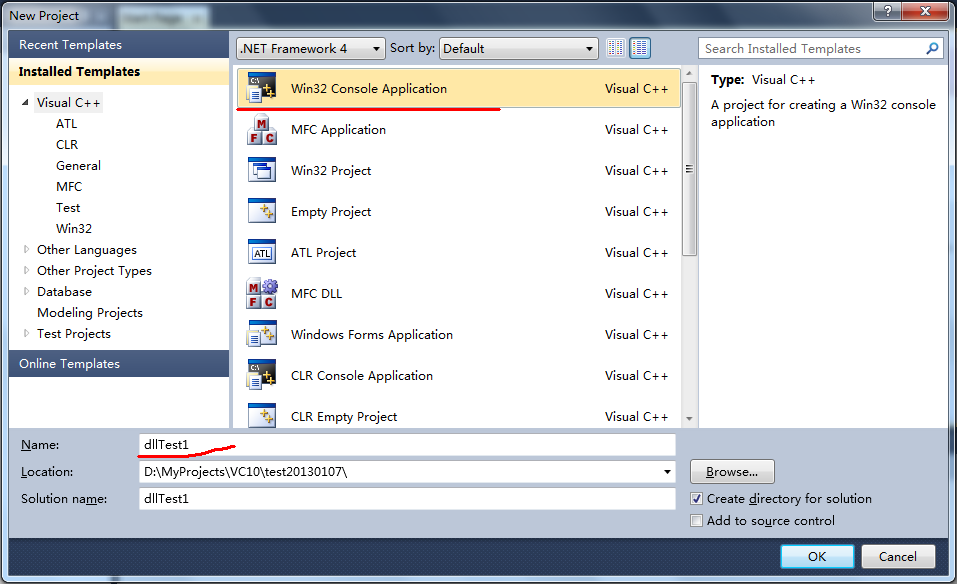 New Project
Start Page
Recent Templates
Installed Templates
Visual C++
ATL
CLR
General
MFC
Test
Win32
Other Languages
Other Project Types
Database
Modeling Projects
Test Projects
Online Templates
.NET Framework 4 Sort by: Default
Win32 Console Application Visual C++
MFC Application Visual C++
Win32 Project Visual C++
Empty Project Visual C++
ATL Project Visual C++
MFC DLL Visual C++
Windows Forms Application Visual C++
CLR Console Application Visual C++
CLR Empty Project Visual C++
Search Installed Templates
Type: Visual C++
A project for creating a Win32 console
application
Name: dllTest1
Location: D:\MyProjects\VC10\test20130107\ Browse...
Solution name: dllTest1
Create directory for solution
Add to source control
OK Cancel